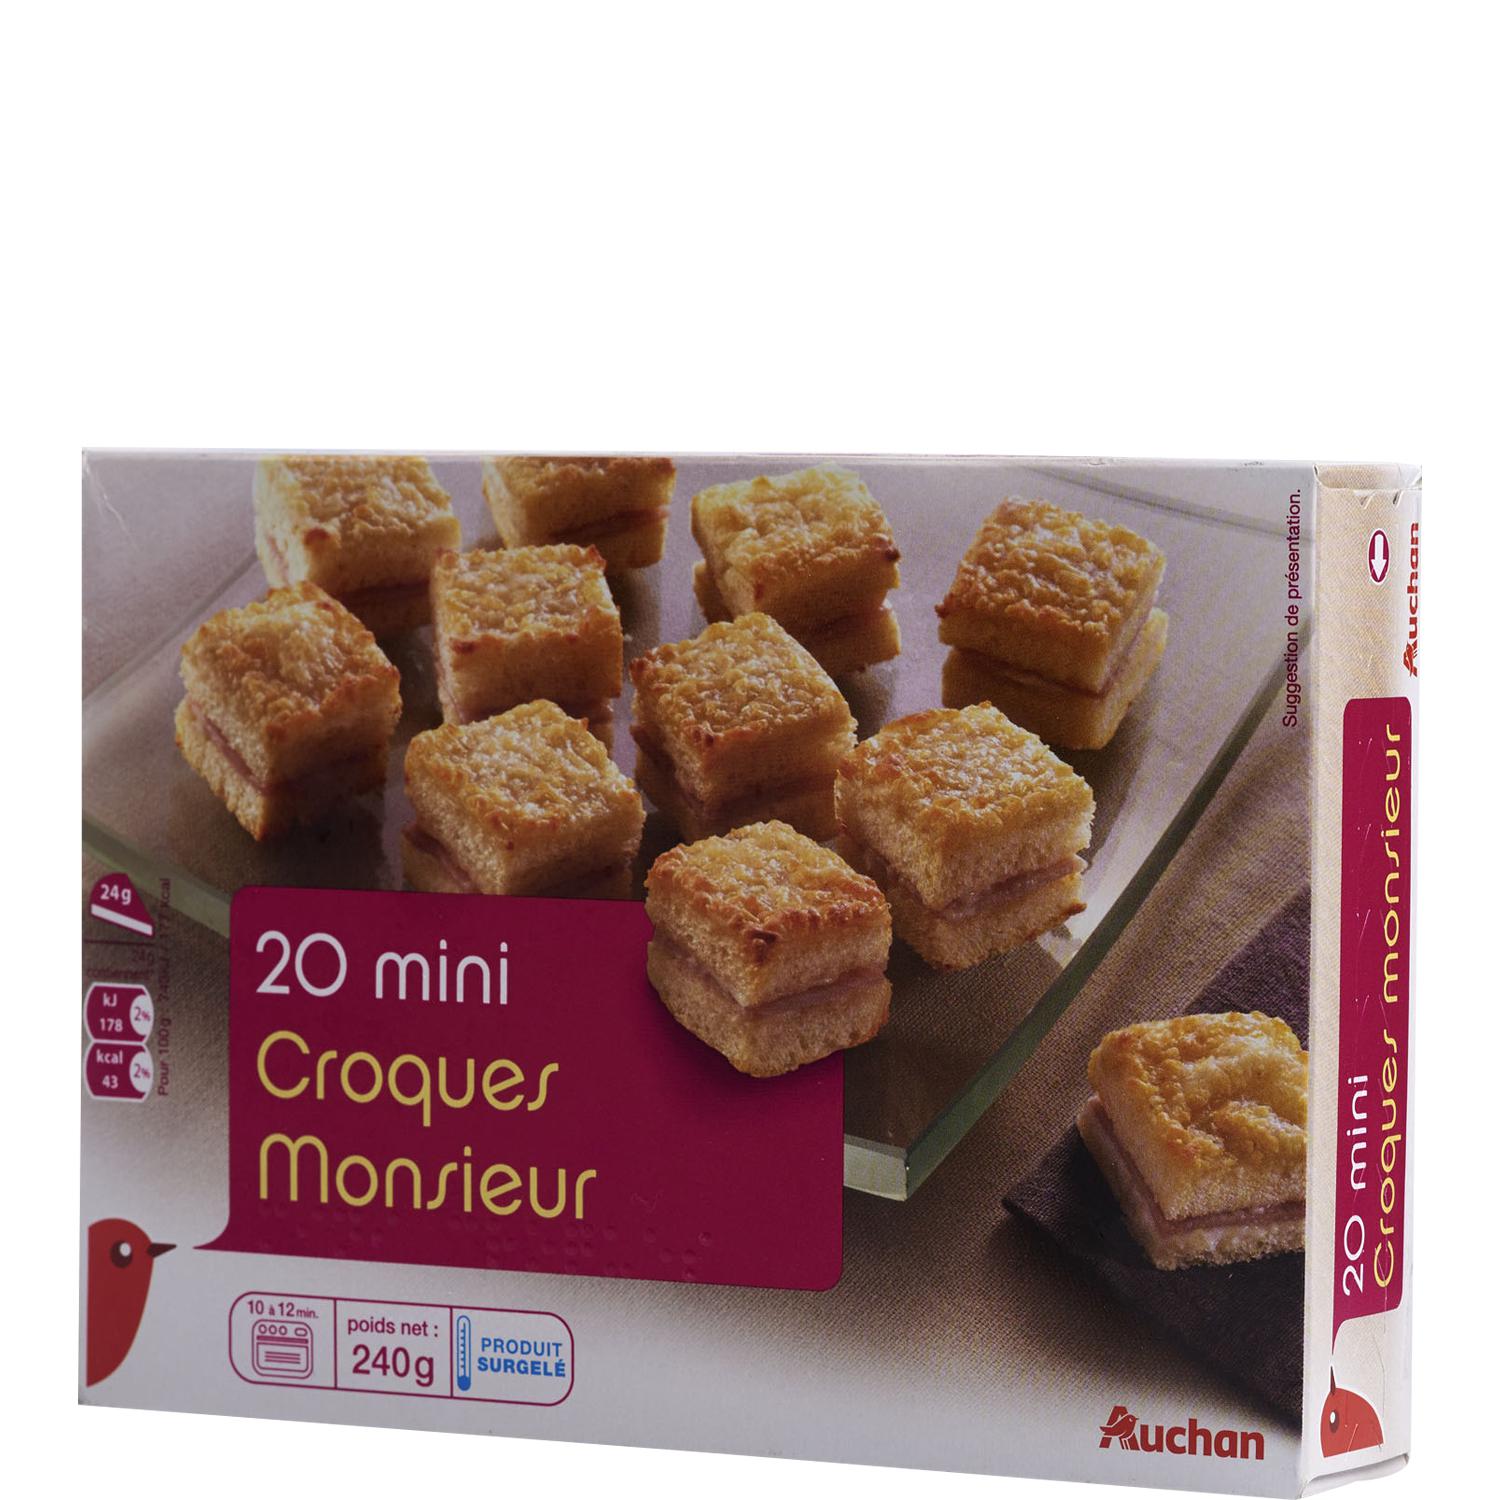 Suggestion de présentation.
24g
contiennent
kJ
178
2%
kcal
43
2%
20 mini
Croques
Monsieur
10 à 12 min.
poids net :
240g
PRODUIT
SURGELÉ
Auchan
Auchan
20 mini
Croques monsieur